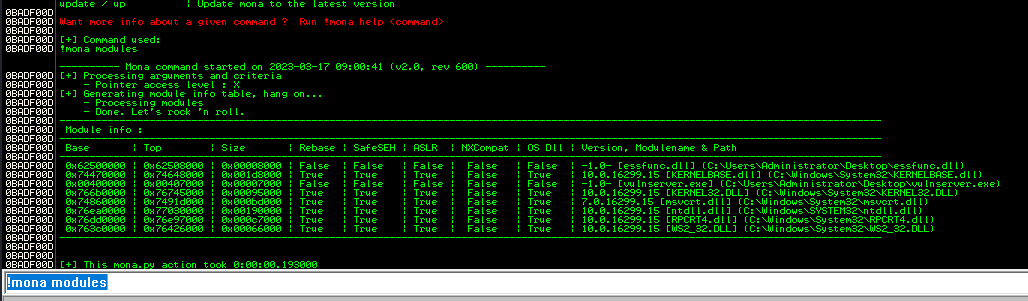 update / up | Update mona to the latest version
0BADF00D
0BADF00D Want more info about a given command ? Run !mona help <command>
0BADF00D
0BADF00D [+] Command used:
0BADF00D !mona modules
0BADF00D
0BADF00D ---------- Mona command started on 2023-03-17 09:00:41 (v2.0, rev 600) ----------
0BADF00D [+] Processing arguments and criteria
0BADF00D - Pointer access level : X
0BADF00D [+] Generating module info table, hang on...
0BADF00D - Processing modules
0BADF00D - Done. Let's rock 'n roll.
0BADF00D
0BADF00D Module info :
0BADF00D
0BADF00D Base | Top | Size | Rebase | SafeSEH | ASLR | NXCompat | OS Dll | Version, Modulename & Path
0BADF00D
0BADF00D 0x62500000 | 0x62508000 | 0x00008000 | False | False | False | False | False | -1.0- [essfunc.dll] (C:\Users\Administrator\Desktop\essfunc.dll)
0BADF00D 0x74470000 | 0x74648000 | 0x001d8000 | True | True | True | False | True | 10.0.16299.15 [KERNELBASE.dll] (C:\Windows\System32\KERNELBASE.dll)
0BADF00D 0x00400000 | 0x00407000 | 0x00007000 | False | False | False | False | False | -1.0- [vulnserver.exe] (C:\Users\Administrator\Desktop\vulnserver.exe)
0BADF00D 0x766b0000 | 0x76745000 | 0x00095000 | True | True | True | False | True | 10.0.16299.15 [KERNEL32.DLL] (C:\Windows\System32\KERNEL32.DLL)
0BADF00D 0x74860000 | 0x7491d000 | 0x000bd000 | True | True | True | False | True | 7.0.16299.15 [msvcrt.dll] (C:\Windows\System32\msvcrt.dll)
0BADF00D 0x76ea0000 | 0x77030000 | 0x00190000 | True | True | True | False | True | 10.0.16299.15 [ntdll.dll] (C:\Windows\SYSTEM32\ntdll.dll)
0BADF00D 0x76dd0000 | 0x76e97000 | 0x000c7000 | True | True | True | False | True | 10.0.16299.15 [RPCRT4.dll] (C:\Windows\System32\RPCRT4.dll)
0BADF00D 0x763c0000 | 0x76426000 | 0x00066000 | True | True | True | False | True | 10.0.16299.15 [WS2_32.DLL] (C:\Windows\System32\WS2_32.DLL)
0BADF00D
0BADF00D
0BADF00D [+] This mona.py action took 0:00:00.193000
!mona modules